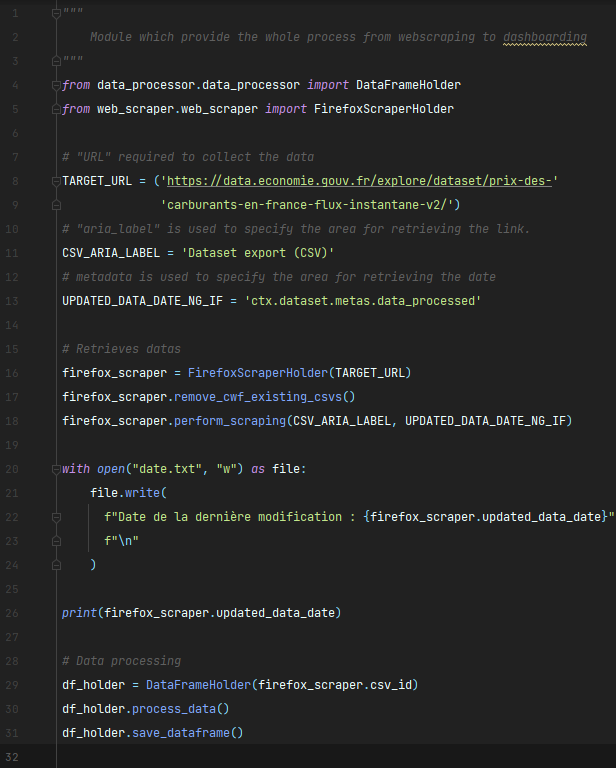 1 """
2 Module which provide the whole process from webscraping to dashboarding
3 """
4 from data_processor.data_processor import DataFrameHolder
5 from web_scraper.web_scraper import FirefoxScraperHolder
6
7 # "URL" required to collect the data
8 TARGET_URL = ('https://data.economie.gouv.fr/explore/dataset/prix-des-'
9 'carburants-en-france-flux-instantane-v2/')
10 # "aria_label" is used to specify the area for retrieving the link.
11 CSV_ARIA_LABEL = 'Dataset export (CSV)'
12 # metadata is used to specify the area for retrieving the date
13 UPDATED_DATA_DATE_NG_IF = 'ctx.dataset.metas.data_processed'
14
15 # Retrieves datas
16 firefox_scraper = FirefoxScraperHolder(TARGET_URL)
17 firefox_scraper.remove_cwf_existing_csvs()
18 firefox_scraper.perform_scraping(CSV_ARIA_LABEL, UPDATED_DATA_DATE_NG_IF)
19
20 with open("date.txt", "w") as file:
21 file.write(
22 f"Date de la dernière modification : {firefox_scraper.updated_data_date}"
23 f"\n"
24 )
25
26 print(firefox_scraper.updated_data_date)
27
28 # Data processing
29 df_holder = DataFrameHolder(firefox_scraper.csv_id)
30 df_holder.process_data()
31 df_holder.save_dataframe()
32